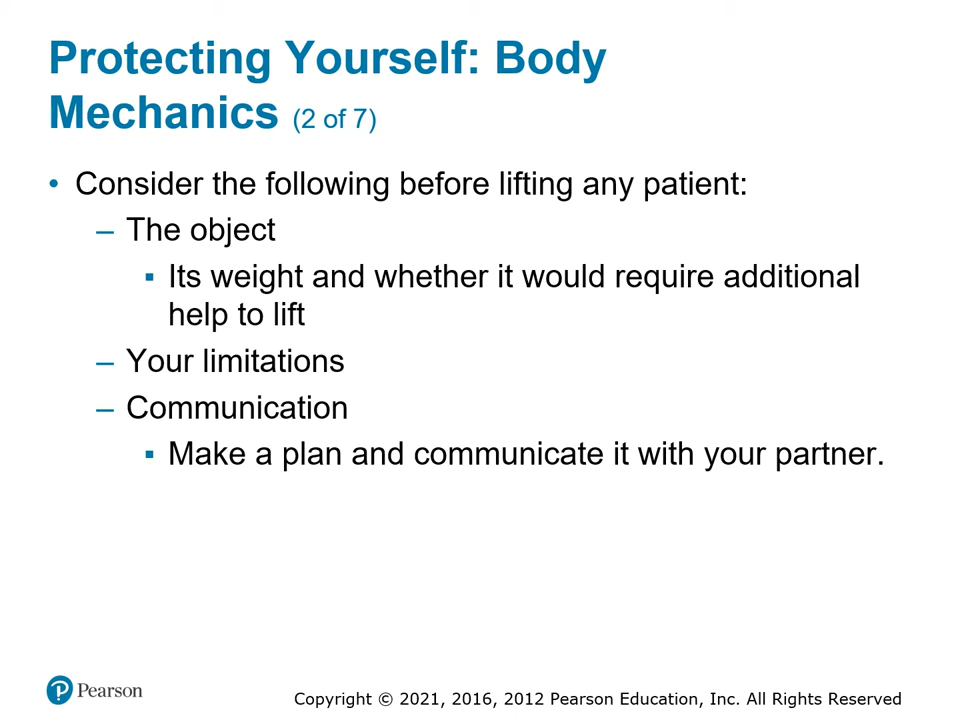 Protecting Yourself: Body
Mechanics (2 of 7)
• Consider the following before lifting any patient:
– The object
▪ Its weight and whether it would require additional
help to lift
– Your limitations
– Communication
▪ Make a plan and communicate it with your partner.
P Pearson
Copyright © 2021, 2016, 2012 Pearson Education, Inc. All Rights Reserved